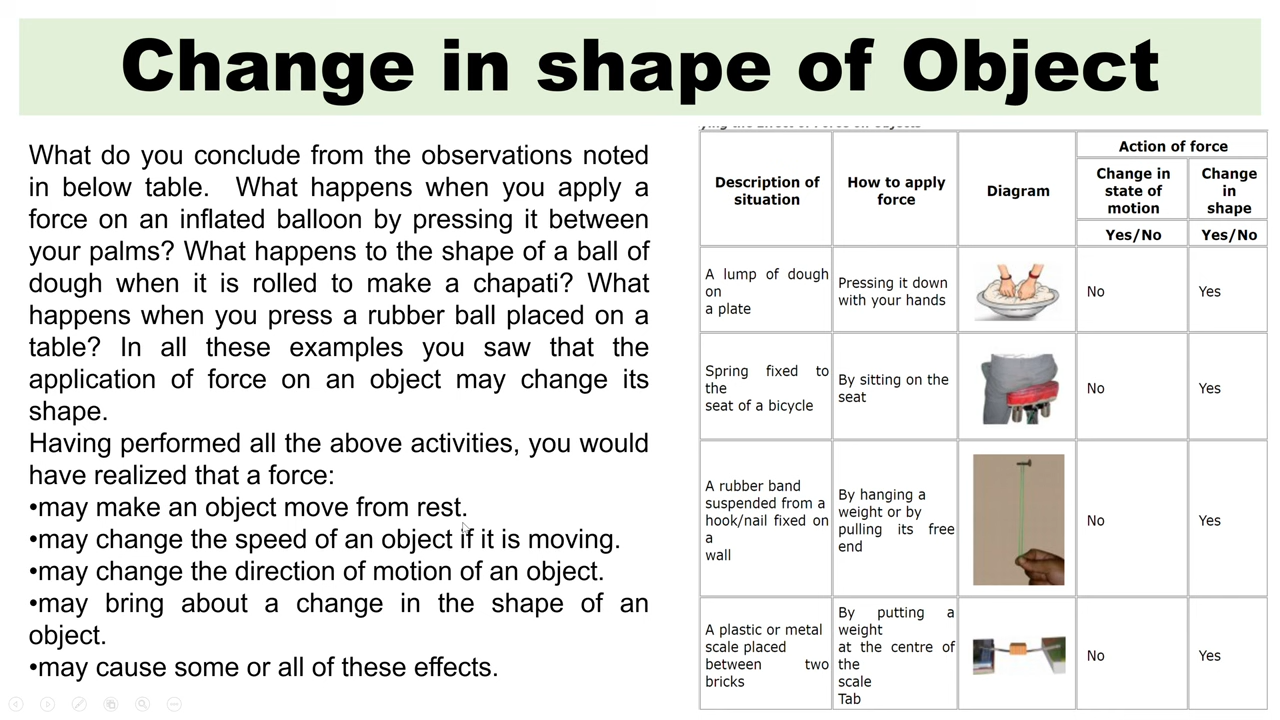 Change in shape of Object
What do you conclude from the observations noted
in below table. What happens when you apply a
force on an inflated balloon by pressing it between
your palms? What happens to the shape of a ball of
dough when it is rolled to make a chapati? What
happens when you press a rubber ball placed on a
table? In all these examples you saw that the
application of force on an object may change its
shape.
Having performed all the above activities, you would
have realized that a force:
•may make an object move from rest.
•may change the speed of an object if it is moving.
•may change the direction of motion of an object.
•may bring about a change in the shape of an
object.
•may cause some or all of these effects.
Description of
situation
How to apply
force
Diagram
Action of force
Change in
state of
motion
Change
in
shape
Yes/No
Yes/No
A lump of dough
on
a plate
Pressing it down
with your hands
No
Yes
Spring fixed to
the
seat of a bicycle
By sitting on the
seat
No
Yes
A rubber band
suspended from a
hook/nail fixed on
a
wall
By hanging a
weight or by
pulling its free
end
No
Yes
A plastic or metal
scale placed
between two
bricks
By putting a
weight
at the centre of
the
scale
Tab
No
Yes